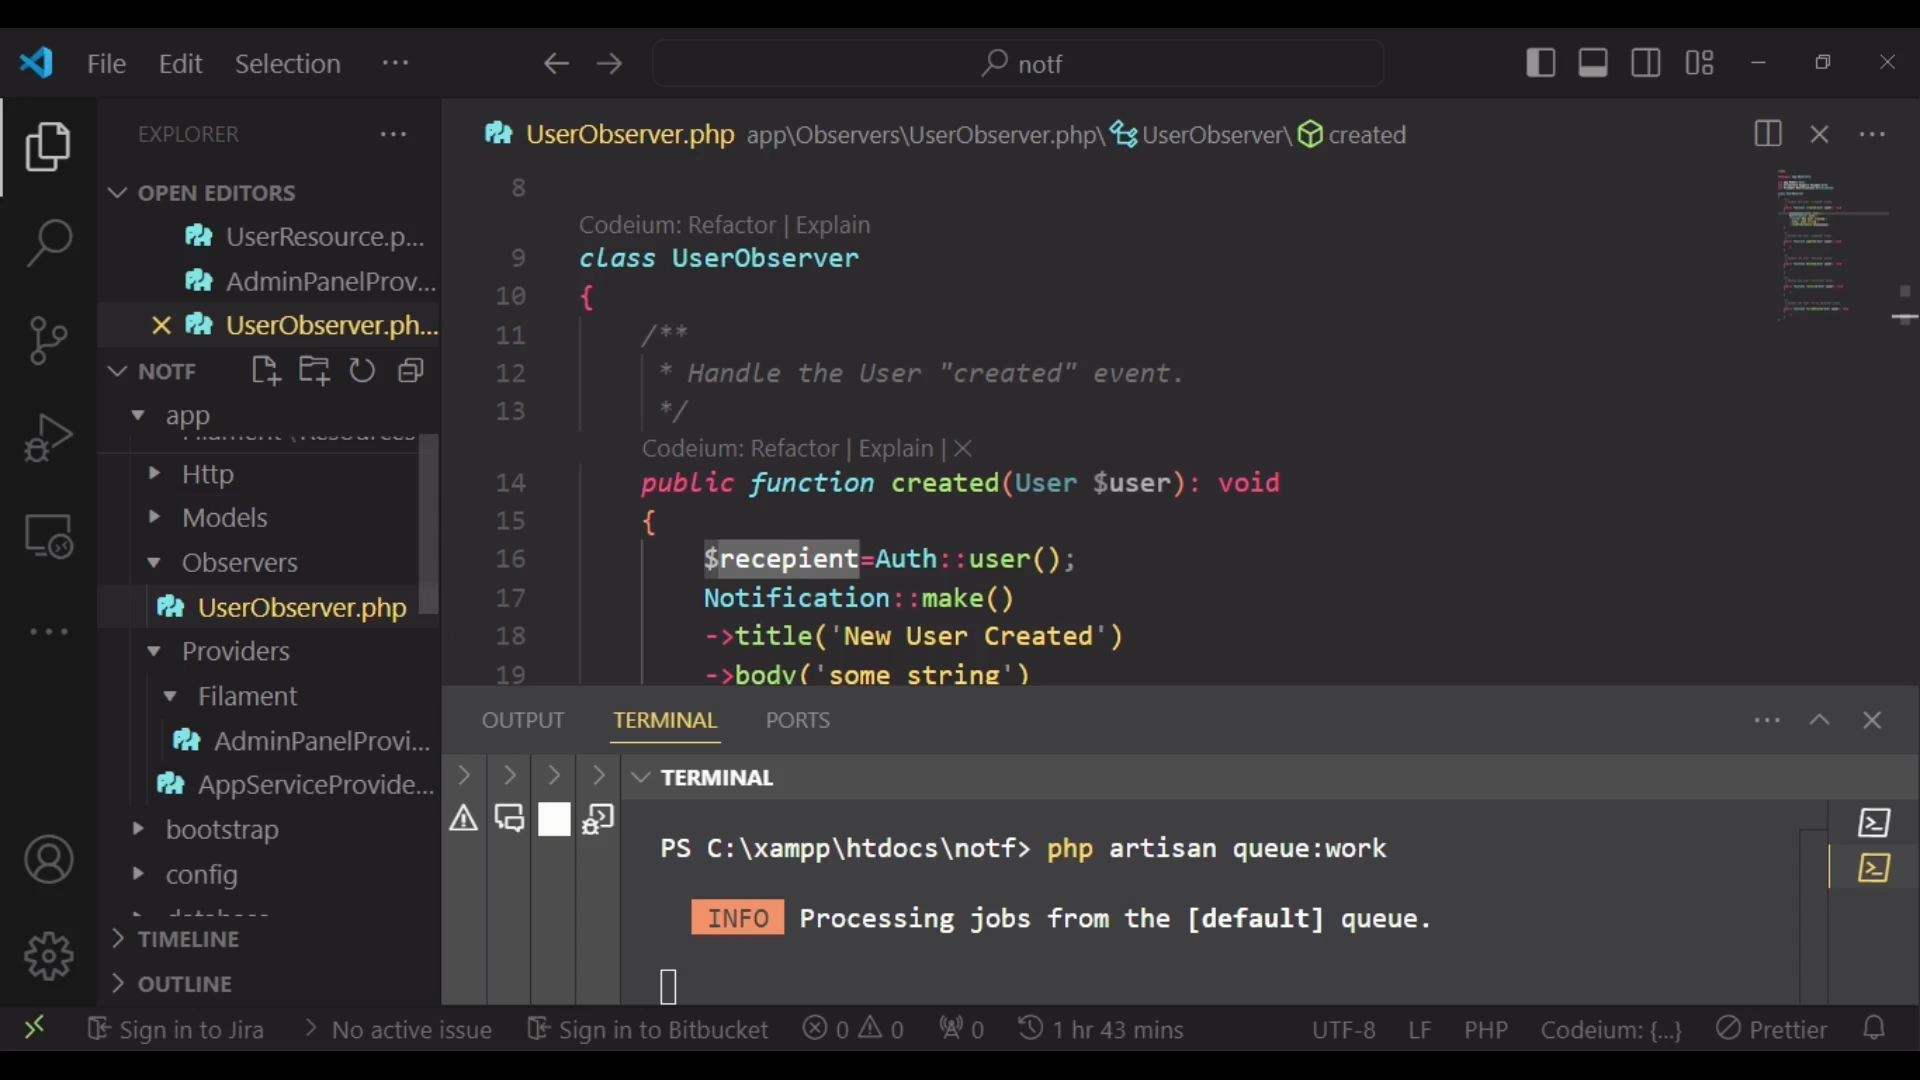 File Edit Selection ···
notf
EXPLORER ···
OPEN EDITORS
UserResource.p...
AdminPanelProv...
UserObserver.ph...
NOTF
app
Http
Models
Observers
UserObserver.php
Providers
Filament
AdminPanelProvi...
AppServiceProvide...
bootstrap
config
TIMELINE
OUTLINE
UserObserver.php app\Observers\UserObserver.php\ UserObserver\ created
8
Codeium: Refactor | Explain
9 class UserObserver
10 {
11 /**
12 * Handle the User "created" event.
13 */
Codeium: Refactor | Explain | ✕
14 public function created(User $user): void
15 {
16 $recepient=Auth::user();
17 Notification::make()
18 ->title('New User Created')
19 ->body('some string')
OUTPUT TERMINAL PORTS
TERMINAL
PS C:\xampp\htdocs\notf> php artisan queue:work
INFO Processing jobs from the [default] queue.
Sign in to Jira > No active issue Sign in to Bitbucket 0 0 0 1 hr 43 mins UTF-8 LF PHP Codeium: {...} Prettier